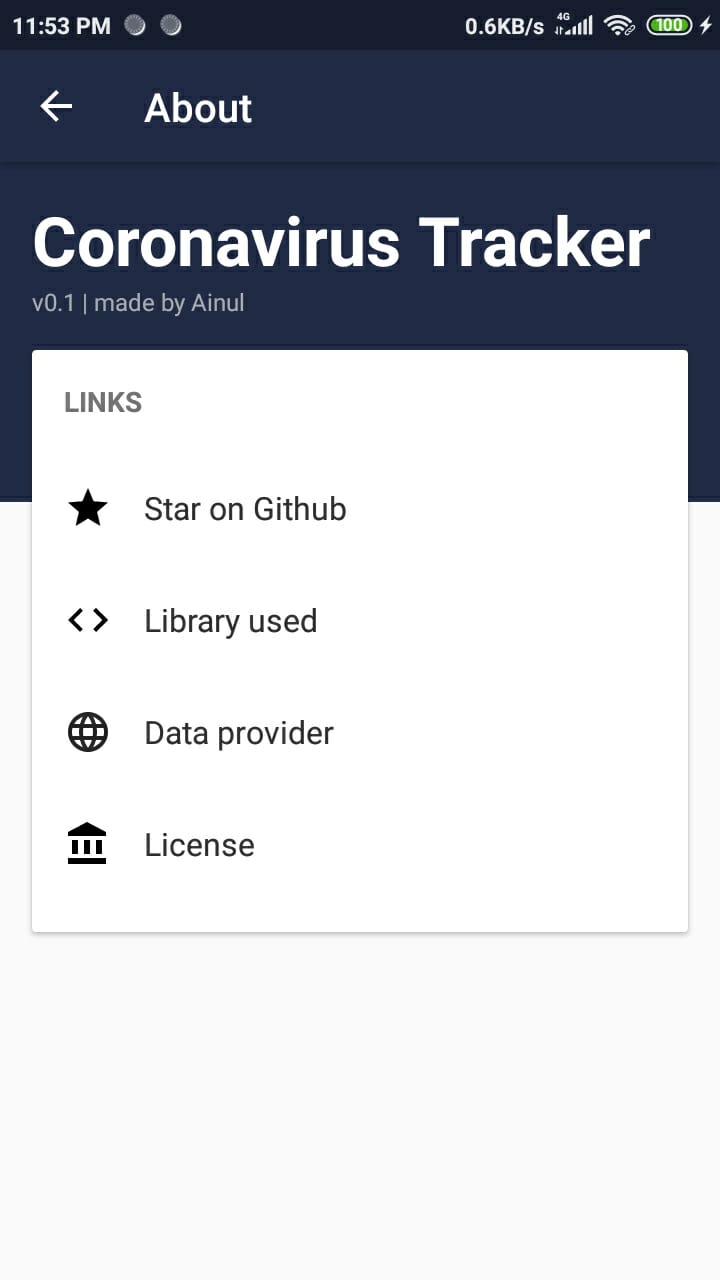 11:53 PM 0.6KB/s 4G 100
About
Coronavirus Tracker
v0.1 | made by Ainul
LINKS
Star on Github
Library used
Data provider
License